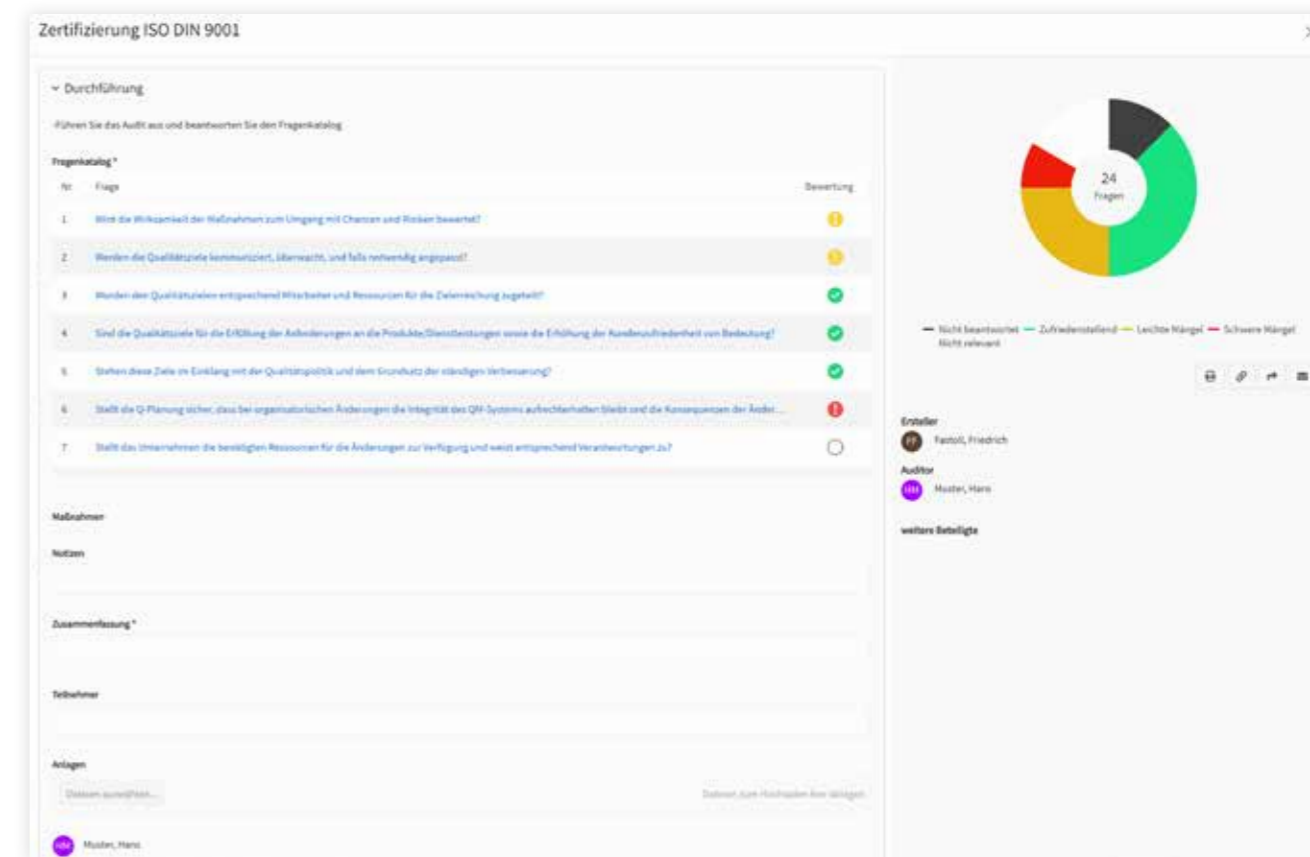 Zertifizierung ISO DIN 9001
Durchführung
Führen Sie das Audit aus und beantworten Sie den Fragenkatalog
Fragenkatalog *
Nr Frage Bewertung
1 Wird die Wirksamkeit der Maßnahmen zum Umgang mit Chancen und Risiken bewertet?
2 Werden die Qualitätsziele kommuniziert, überwacht, und falls notwendig angepasst?
3 Wurden den Qualitätszielen entsprechend Mitarbeiter und Ressourcen für die Zielerreichung zugeteilt?
4 Sind die Qualitätsziele für die Erfüllung der Anforderungen an die Produkte/Dienstleistungen sowie die Erhöhung der Kundenzufriedenheit von Bedeutung?
5 Stehen diese Ziele im Einklang mit der Qualitätspolitik und dem Grundsatz der ständigen Verbesserung?
6 Stellt die Q-Planung sicher, dass bei organisatorischen Änderungen die Integrität des QM-Systems aufrechterhalten bleibt und die Konsequenzen der Änder...
7 Stellt das Unternehmen die benötigten Ressourcen für die Änderungen zur Verfügung und weist entsprechend Verantwortungen zu?
Maßnahmen
Notizen
Zusammenfassung *
Teilnehmer
Anlagen
Dateien auswählen...
Dateien zum Hochladen hier ablegen
HM Muster, Hans
24
Fragen
Nicht beantwortet Zufriedenstellend Leichte Mängel Schwere Mängel
Nicht relevant
Ersteller
FF Fastoll, Friedrich
Auditor
HM Muster, Hans
weitere Beteiligte